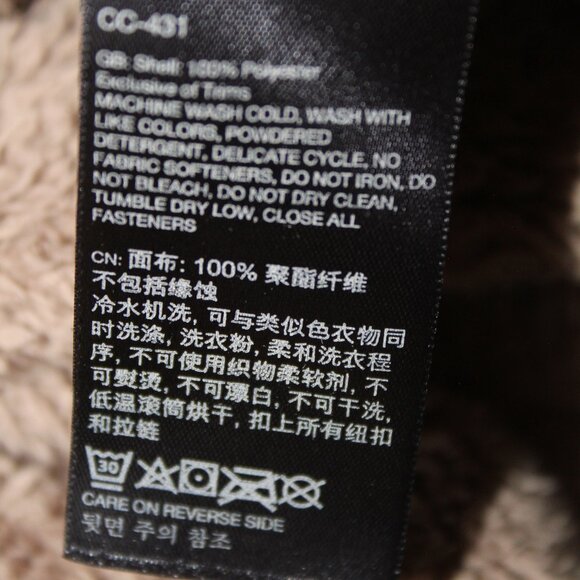 CC-431
GB: Shell: 100% Polyester
Exclusive of Trims
MACHINE WASH COLD, WASH WITH
LIKE COLORS, POWDERED
DETERGENT, DELICATE CYCLE, NO
FABRIC SOFTENERS, DO NOT IRON, DO
NOT BLEACH, DO NOT DRY CLEAN,
TUMBLE DRY LOW, CLOSE ALL
FASTENERS
CN: 面布: 100% 聚酯纤维
不包括缘蚀
冷水机洗, 可与类似色衣物同
时洗涤, 洗衣粉, 柔和洗衣程
序, 不可使用织物柔软剂, 不
可熨烫, 不可漂白, 不可干洗,
低温滚筒烘干, 扣上所有纽扣
和拉链
30
CARE ON REVERSE SIDE
뒷면 주의 참조